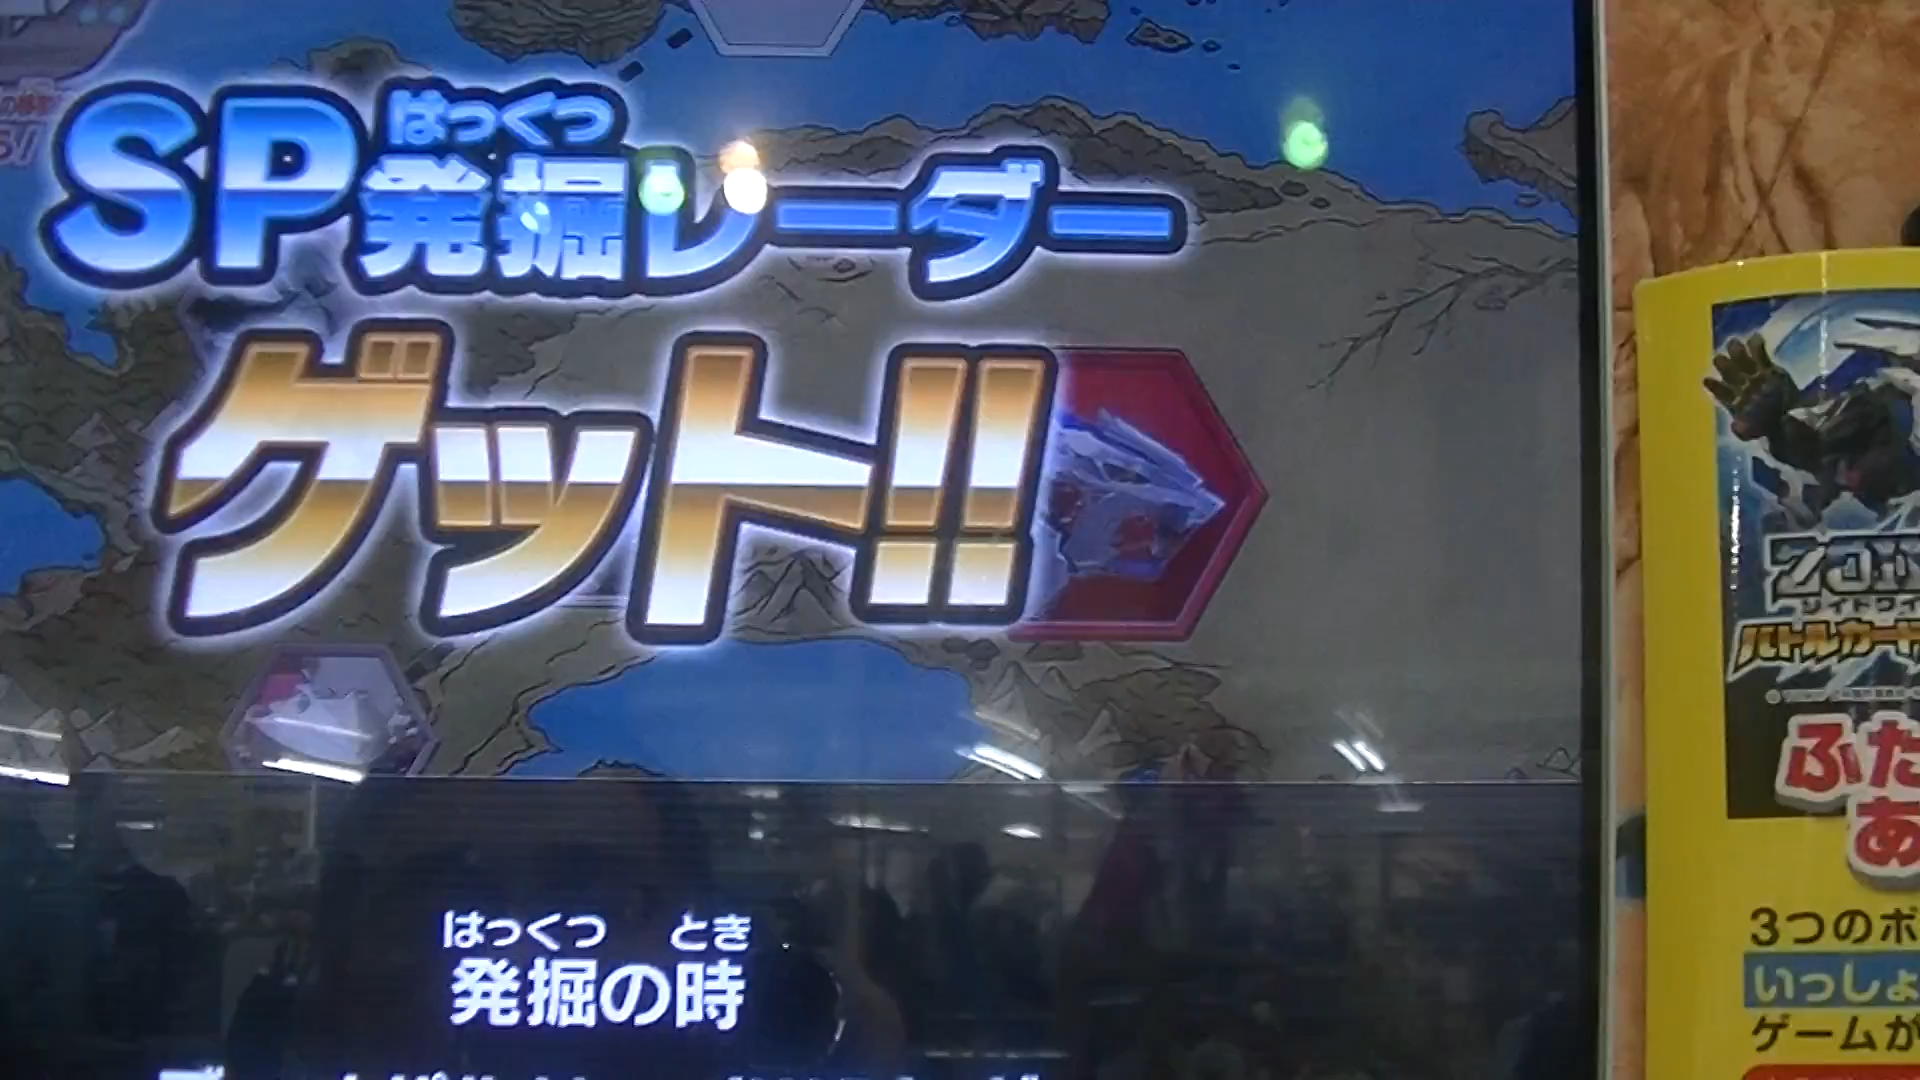 はっくつ
SP発掘レーダー
ゲット!!
はっくつ とき
発掘の時
ゾイドワイ
バトルカード
ふた
あ
3つのボ
いっしょ
ゲームが